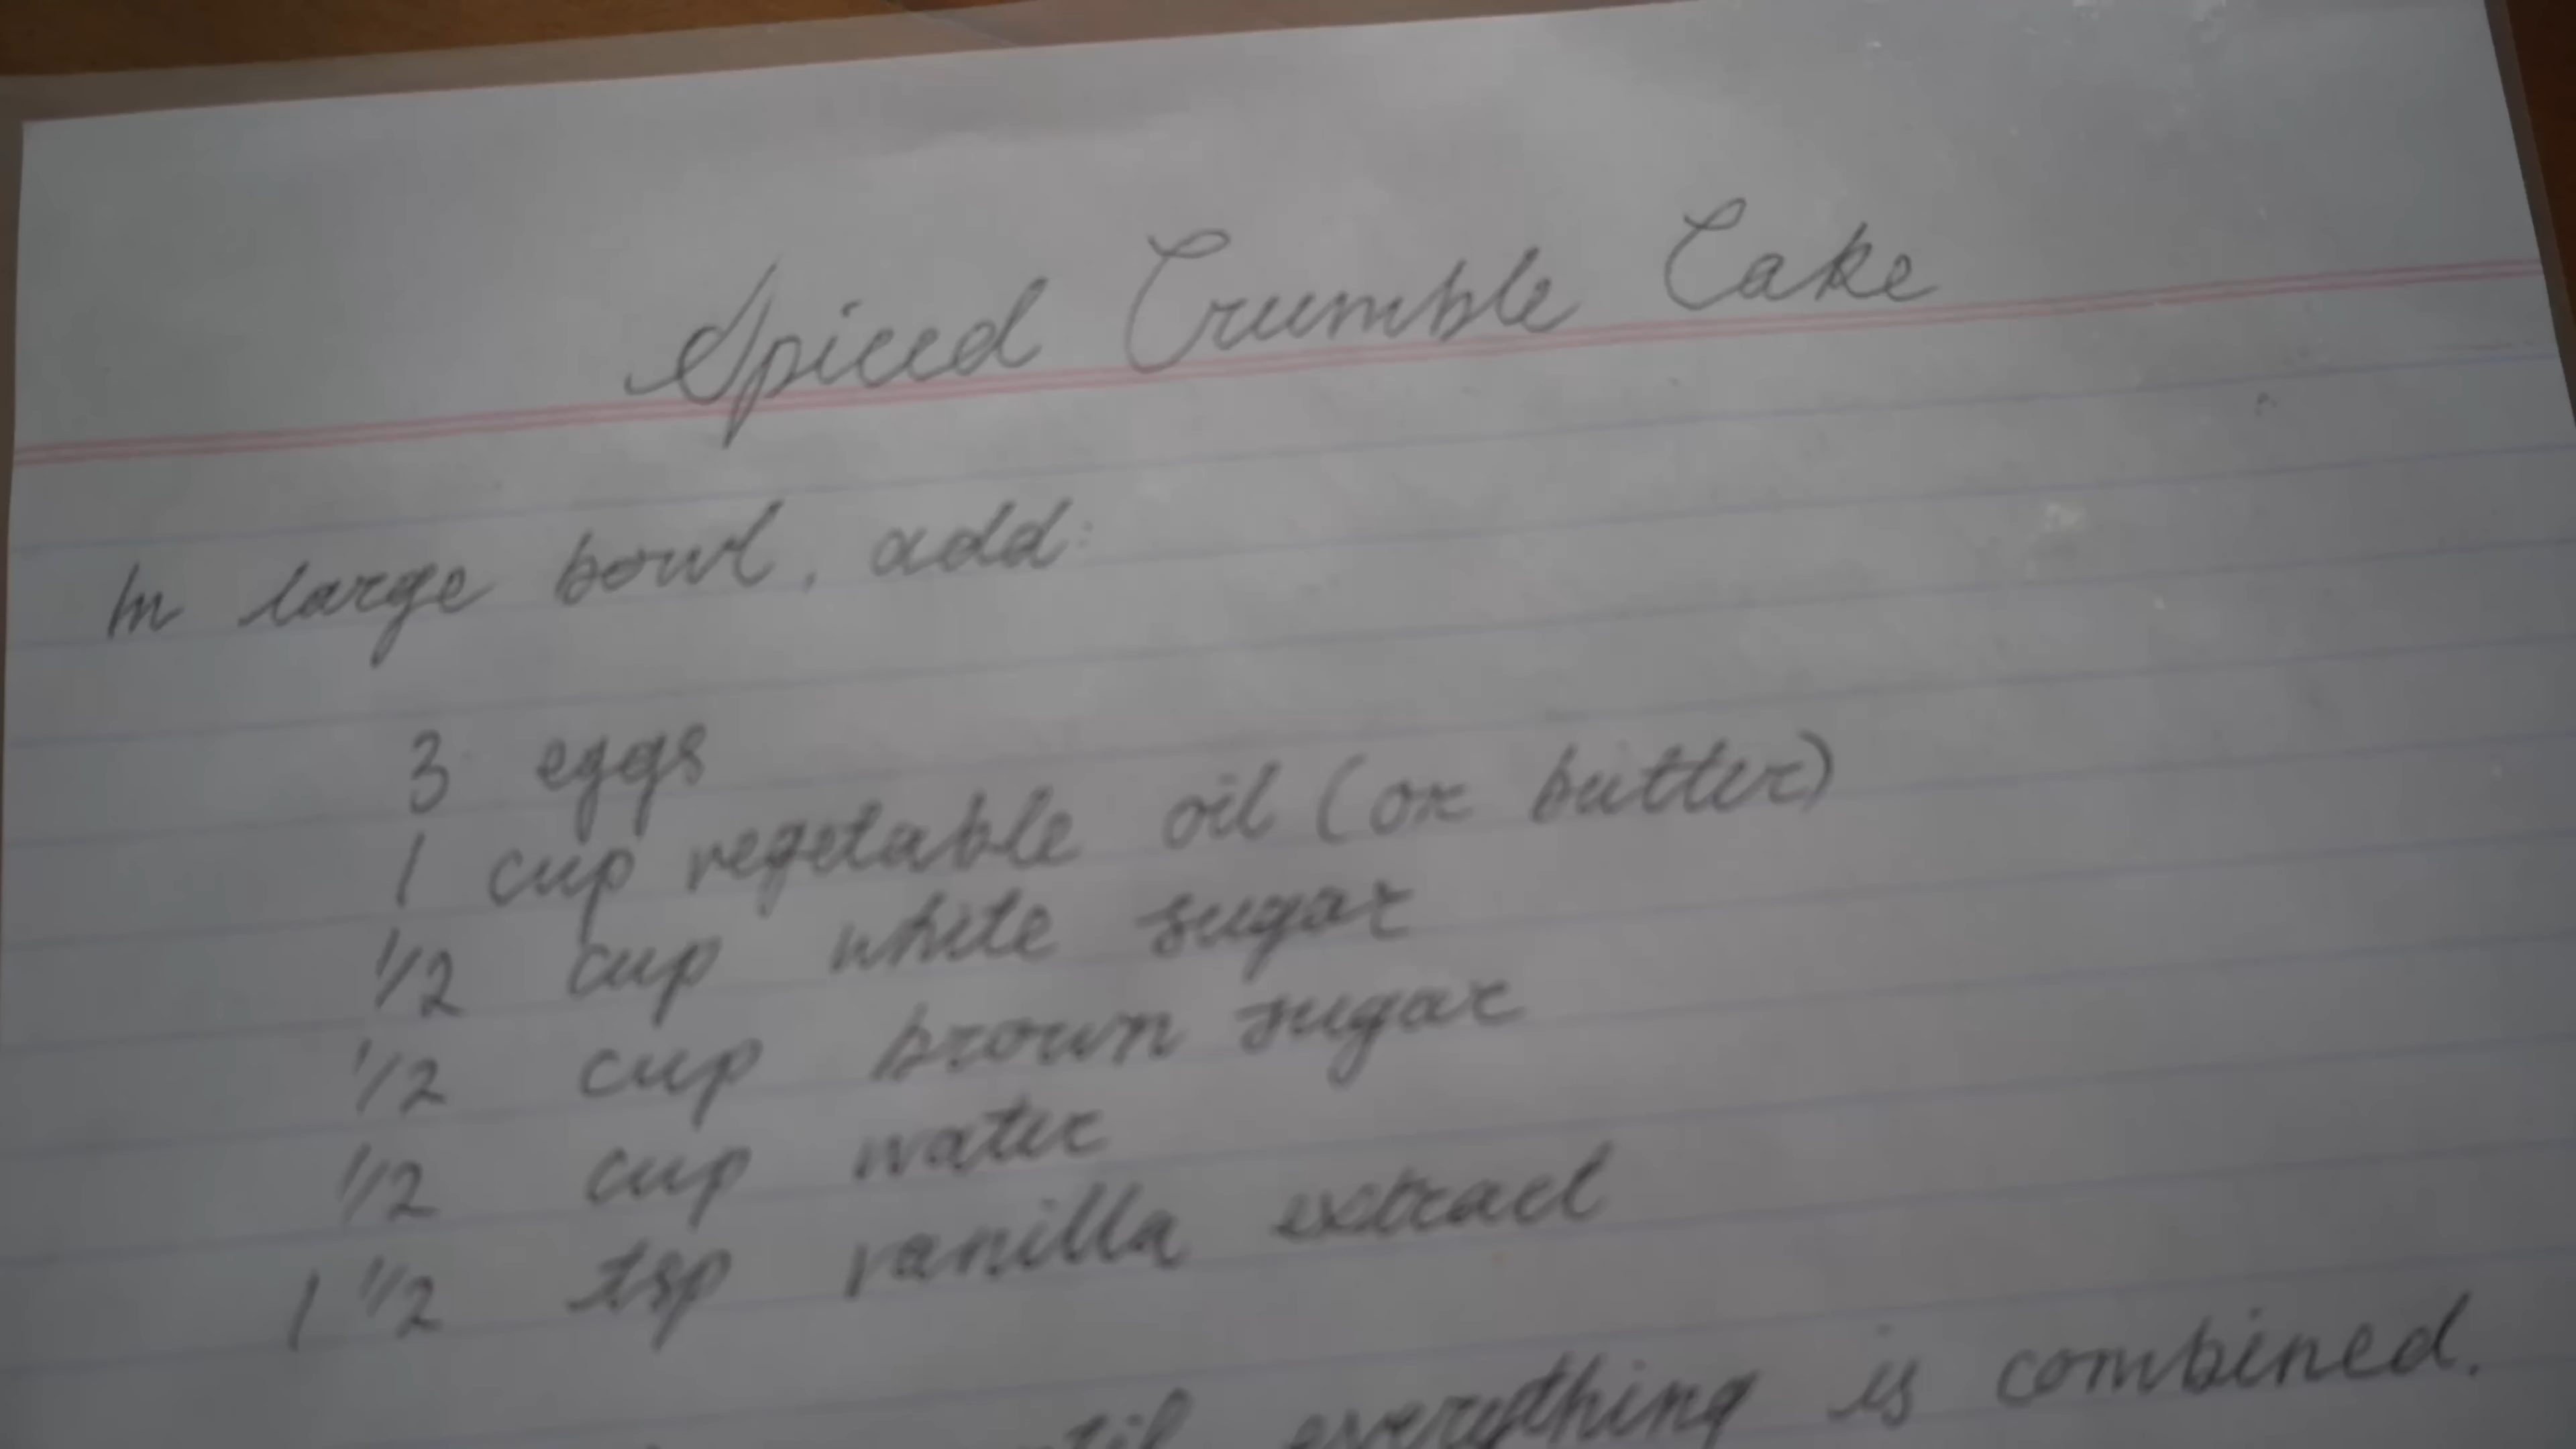 Spiced Crumble Cake
In large bowl, add:
3 eggs
1 cup vegetable oil (or butter)
1/2 cup white sugar
1/2 cup brown sugar
1/2 cup water
1 1/2 tsp vanilla extract
until everything is combined.